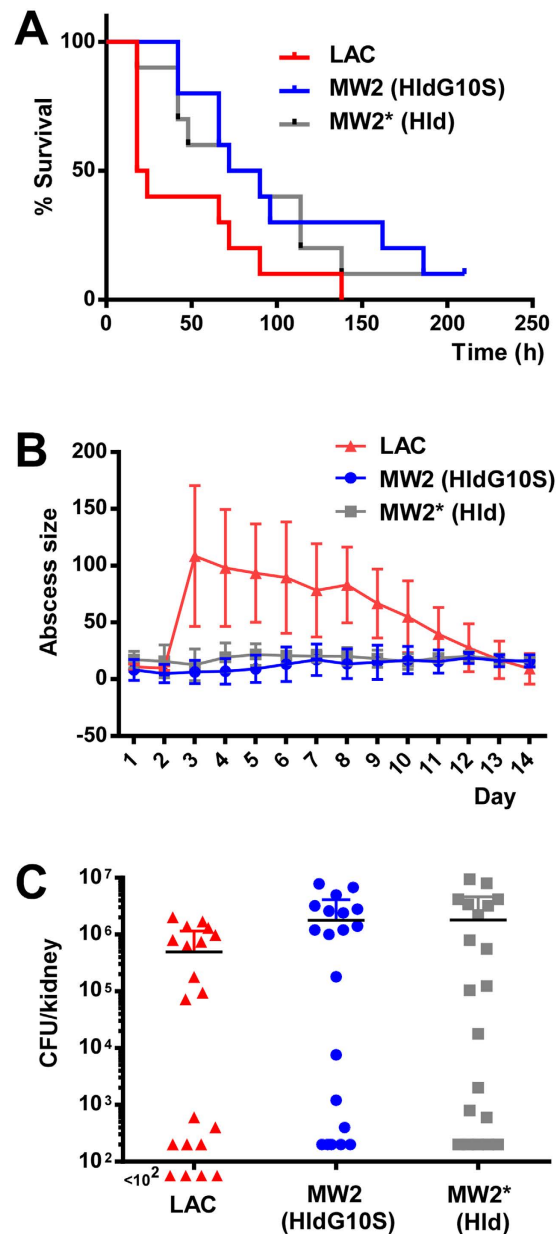 A
LAC
MW2 (HldG10S)
MW2* (Hld)
% Survival
100
50
0
0 50 100 150 200 250
Time (h)
B
LAC
MW2 (HldG10S)
MW2* (Hld)
Abscess size
200
150
100
50
0
-50
1 2 3 4 5 6 7 8 9 10 11 12 13 14
Day
C
CFU/kidney
10⁷
10⁶
10⁵
10⁴
10³
10²
<10²
LAC
MW2
(HldG10S)
MW2*
(Hld)